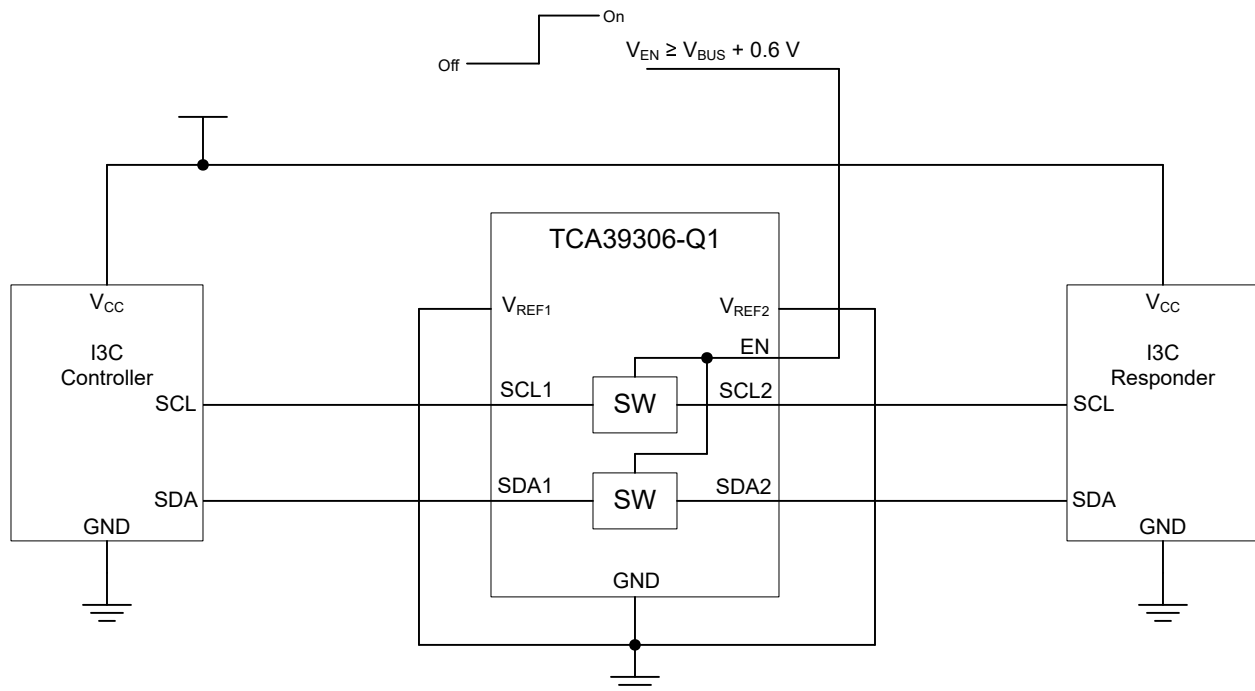 On
Off
V_EN ≥ V_BUS + 0.6 V
TCA39306-Q1
V_CC
I3C
Controller
SCL
SDA
GND
V_REF1
V_REF2
EN
SCL1
SW
SCL2
SDA1
SW
SDA2
GND
V_CC
I3C
Responder
SCL
SDA
GND